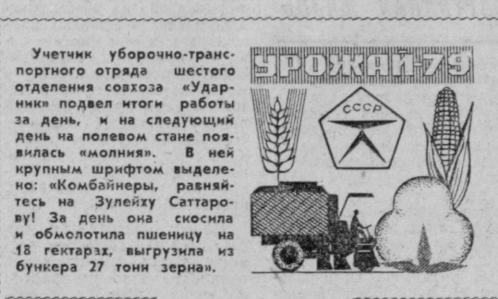 Учетчик уборочно-транс-
портного отряда шестого
отделения совхоза «Удар-
ник» подвел итоги работы
за день, и на следующий
день на полевом стане поя-
вилась «молния». В ней
крупным шрифтом выделе-
но: «Комбайнеры, равняй-
тесь на Зулейху Саттаро-
ву! За день она скосила
и обмолотила пшеницу на
18 гектарах, выгрузила из
бункера 27 тонн зерна».
УРОЖАЙ-79
СССР